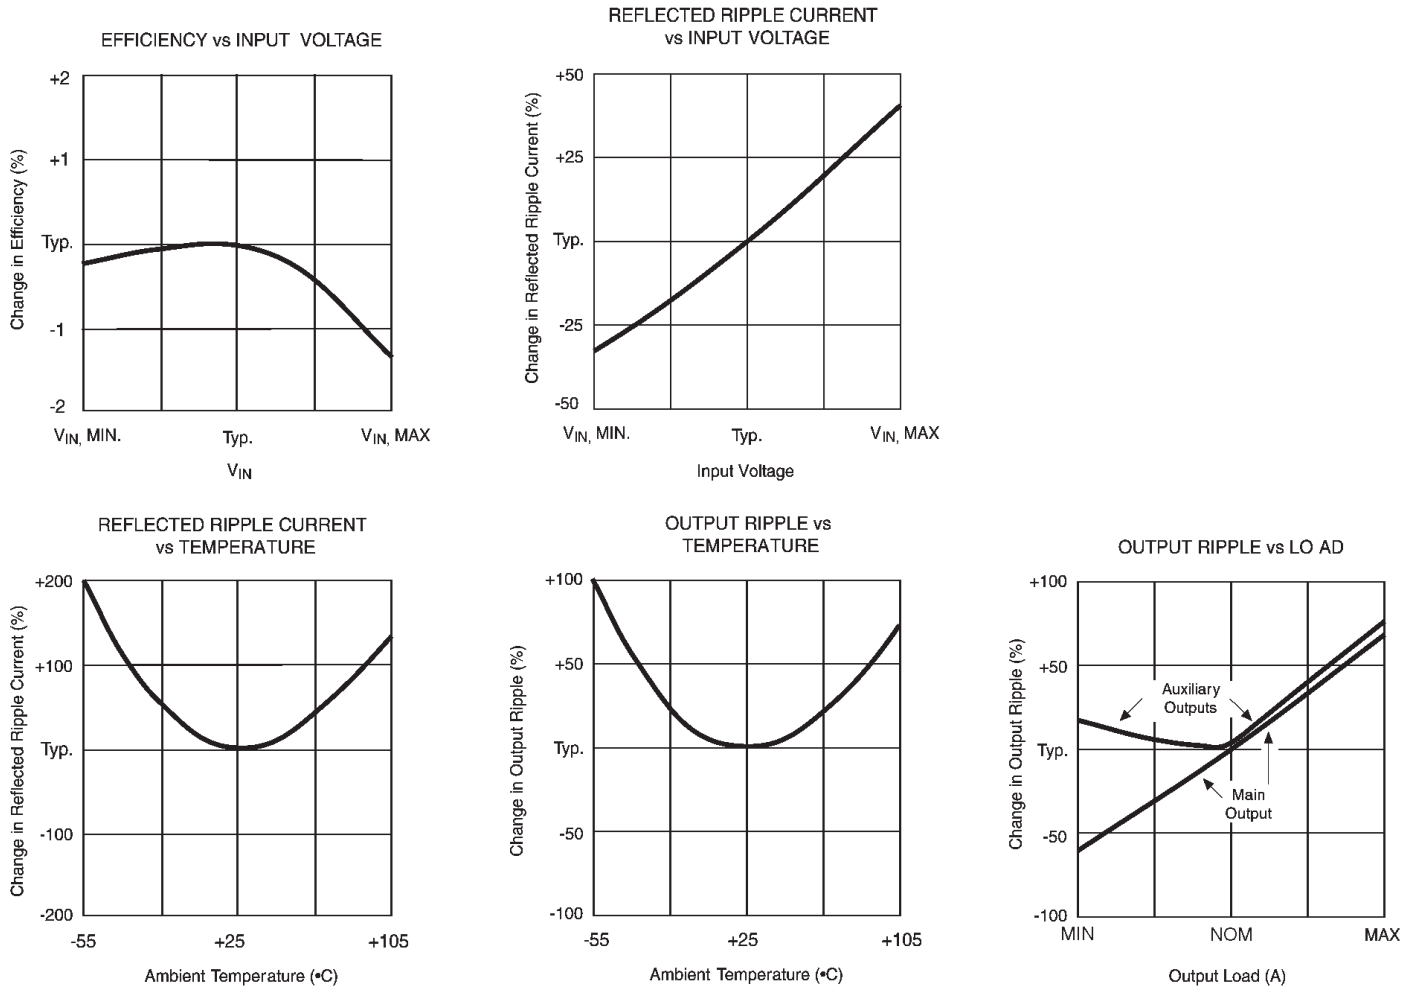 EFFICIENCY vs INPUT VOLTAGE
Change in Efficiency (%)
+2
+1
Typ.
-1
-2
VIN, MIN.
Typ.
VIN, MAX
VIN
REFLECTED RIPPLE CURRENT
vs INPUT VOLTAGE
Change in Reflected Ripple Current (%)
+50
+25
Typ.
-25
-50
VIN, MIN.
Typ.
VIN, MAX
Input Voltage
REFLECTED RIPPLE CURRENT
vs TEMPERATURE
Change in Reflected Ripple Current (%)
+200
+100
Typ.
-100
-200
-55
+25
+105
Ambient Temperature (•C)
OUTPUT RIPPLE vs
TEMPERATURE
Change in Output Ripple (%)
+100
+50
Typ.
-50
-100
-55
+25
+105
Ambient Temperature (•C)
OUTPUT RIPPLE vs LO AD
Change in Output Ripple (%)
+100
+50
Typ.
-50
-100
Auxiliary
Outputs
Main
Output
MIN
NOM
MAX
Output Load (A)